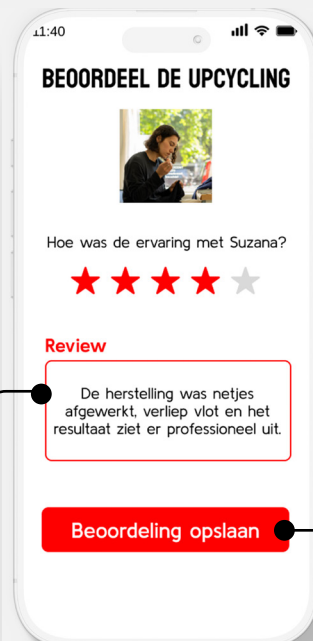 11:40
BEOORDEEL DE UPCYCLING
Hoe was de ervaring met Suzana?
Review
De herstelling was netjes
afgewerkt, verliep vlot en het
resultaat ziet er professioneel uit.
Beoordeling opslaan